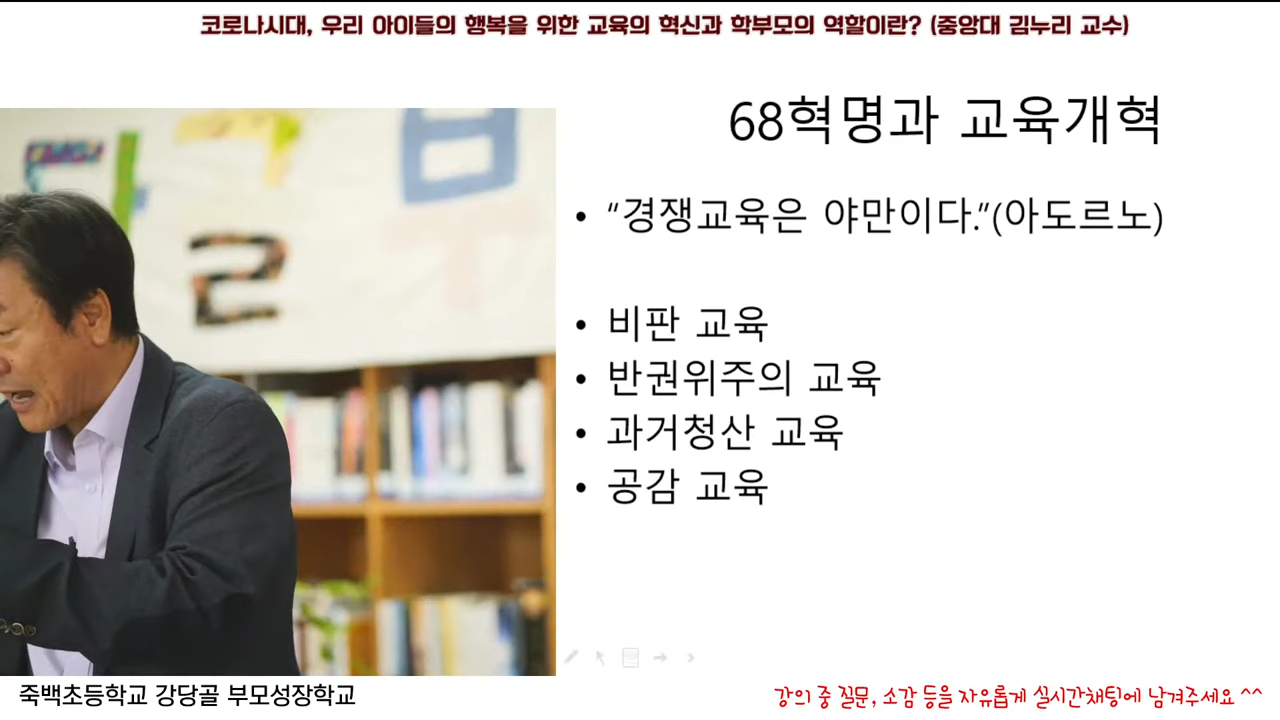 코로나시대, 우리 아이들의 행복을 위한 교육의 혁신과 학부모의 역할이란? (중앙대 김누리 교수)
68혁명과 교육개혁
• “경쟁교육은 야만이다.”(아도르노)
• 비판 교육
• 반권위주의 교육
• 과거청산 교육
• 공감 교육
죽백초등학교 강당골 부모성장학교
강의 중 질문, 소감 등을 자유롭게 실시간채팅에 남겨주세요 ^^